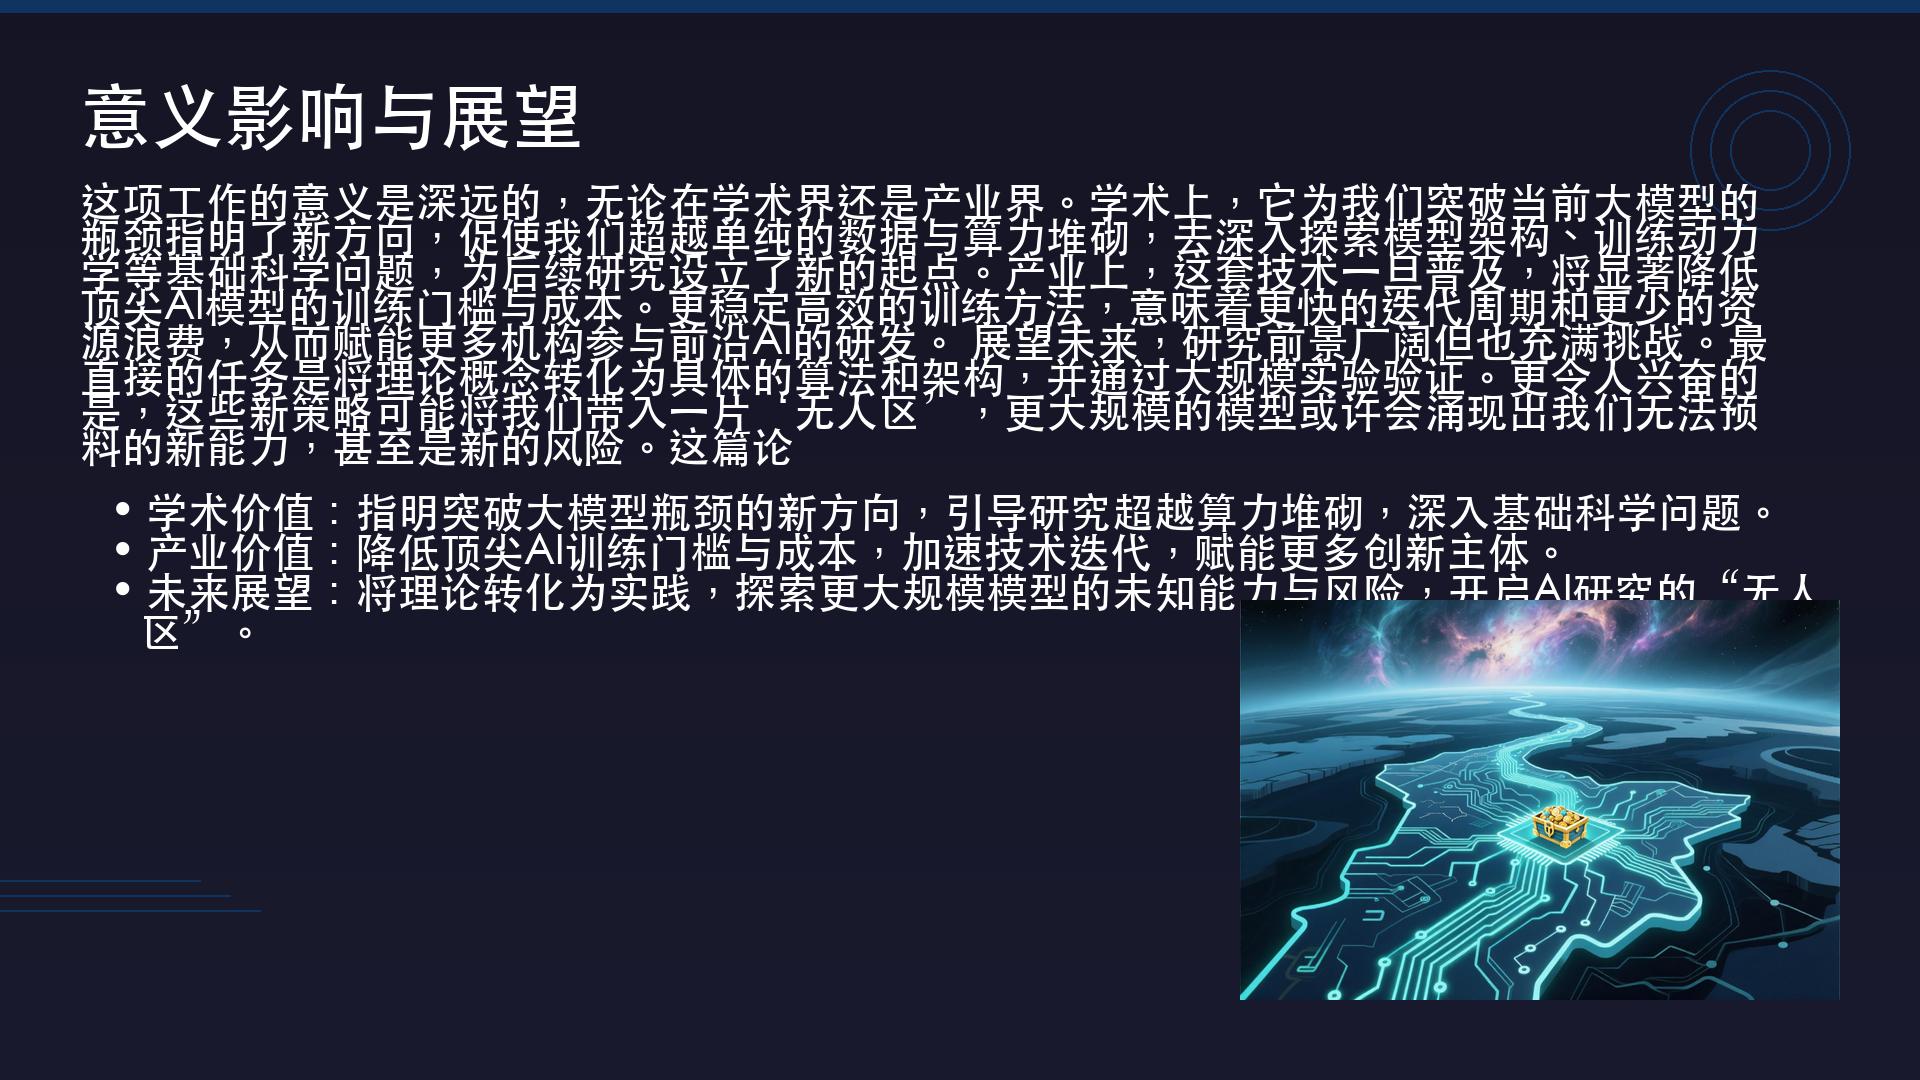 意义影响与展望
这项工作的意义是深远的，无论在学术界还是产业界。学术上，它为我们突破当前大模型的
瓶颈指明了新方向，促使我们超越单纯的数据与算力堆砌，去深入探索模型架构、训练动力
学等基础科学问题，为后续研究设立了新的起点。产业上，这套技术一旦普及，将显著降低
顶尖AI模型的训练门槛与成本。更稳定高效的训练方法，意味着更快的迭代周期和更少的资
源浪费，从而赋能更多机构参与前沿AI的研发。 展望未来，研究前景广阔但也充满挑战。最
直接的任务是将理论概念转化为具体的算法和架构，并通过大规模实验验证。更令人兴奋的
是，这些新策略可能将我们带入一片‘无人区’，更大规模的模型或许会涌现出我们无法预
料的新能力，甚至是新的风险。这篇论
• 学术价值：指明突破大模型瓶颈的新方向，引导研究超越算力堆砌，深入基础科学问题。
• 产业价值：降低顶尖AI训练门槛与成本，加速技术迭代，赋能更多创新主体。
• 未来展望：将理论转化为实践，探索更大规模模型的未知能力与风险，开启AI研究的“无人
区”。